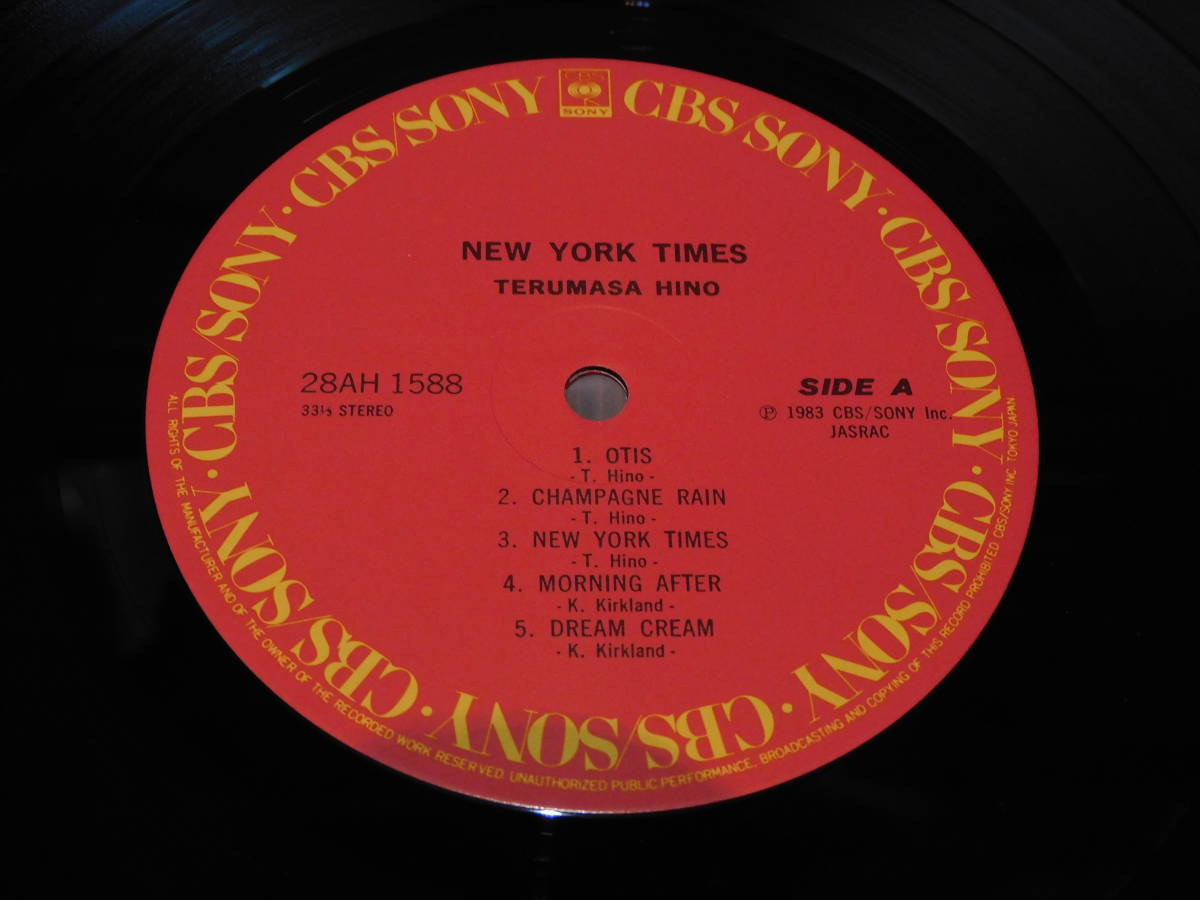 CBS/SONY · CBS/SONY · CBS/SONY · CBS/SONY · CBS/SONY · CBS/SONY · CBS/SONY · CBS/SONY
CBS
SONY
NEW YORK TIMES
TERUMASA HINO
28AH 1588
33⅓ STEREO
SIDE A
Ⓟ 1983 CBS/SONY Inc.
JASRAC
1. OTIS
- T. Hino -
2. CHAMPAGNE RAIN
- T. Hino -
3. NEW YORK TIMES
- T. Hino -
4. MORNING AFTER
- K. Kirkland -
5. DREAM CREAM
- K. Kirkland -
ALL RIGHTS OF THE MANUFACTURER AND OF THE OWNER OF THE RECORDED WORK RESERVED. UNAUTHORIZED PUBLIC PERFORMANCE, BROADCASTING AND COPYING OF THIS RECORD PROHIBITED CBS/SONY INC. TOKYO JAPAN